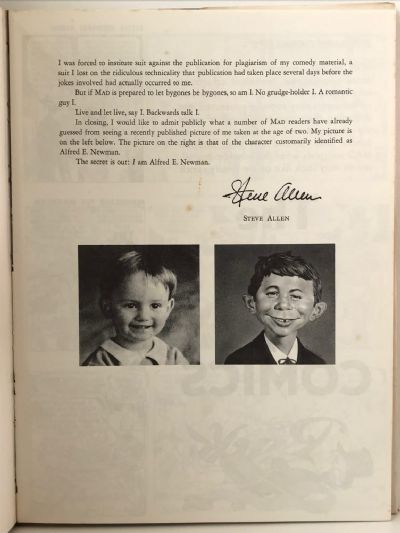 I was forced to institute suit against the publication for plagiarism of my comedy material, a
suit I lost on the ridiculous technicality that publication had taken place several days before the
jokes involved had actually occurred to me.
But if MAD is prepared to let bygones be bygones, so am I. No grudge-holder I. A romantic
guy I.
Live and let live, say I. Backwards talk I.
In closing, I would like to admit publicly what a number of MAD readers have already
guessed from seeing a recently published picture of me taken at the age of two. My picture is
on the left below. The picture on the right is that of the character customarily identified as
Alfred E. Newman.
The secret is out: I am Alfred E. Newman.
Steve Allen
STEVE ALLEN
COMICS